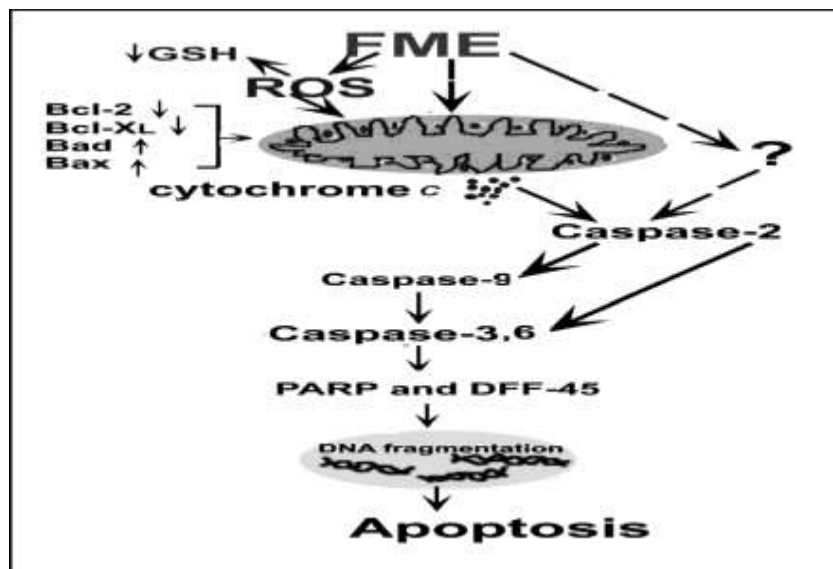 FME
↓GSH
ROS
Bcl-2 ↓
Bcl-XL ↓
Bad ↑
Bax ↑
?
cytochrome c
Caspase-2
Caspase-9
Caspase-3,6
PARP and DFF-45
DNA fragmentation
Apoptosis